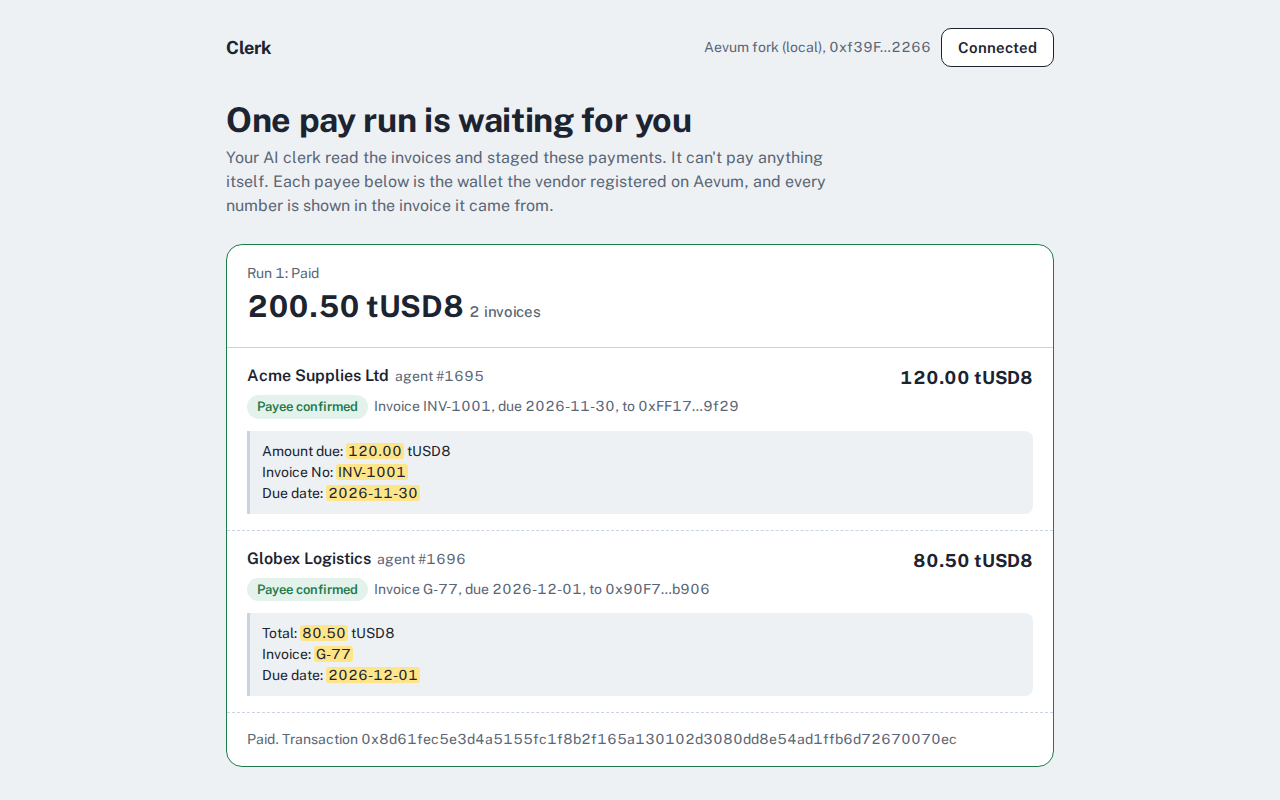 Clerk
Aevum fork (local), 0xf39F...2266
Connected
One pay run is waiting for you
Your AI clerk read the invoices and staged these payments. It can't pay anything
itself. Each payee below is the wallet the vendor registered on Aevum, and every
number is shown in the invoice it came from.
Run 1: Paid
200.50 tUSD8 2 invoices
Acme Supplies Ltd agent #1695
120.00 tUSD8
Payee confirmed Invoice INV-1001, due 2026-11-30, to 0xFF17...9f29
Amount due: 120.00 tUSD8
Invoice No: INV-1001
Due date: 2026-11-30
Globex Logistics agent #1696
80.50 tUSD8
Payee confirmed Invoice G-77, due 2026-12-01, to 0x90F7...b906
Total: 80.50 tUSD8
Invoice: G-77
Due date: 2026-12-01
Paid. Transaction 0x8d61fec5e3d4a5155fc1f8b2f165a130102d3080dd8e54ad1ffb6d72670070ec